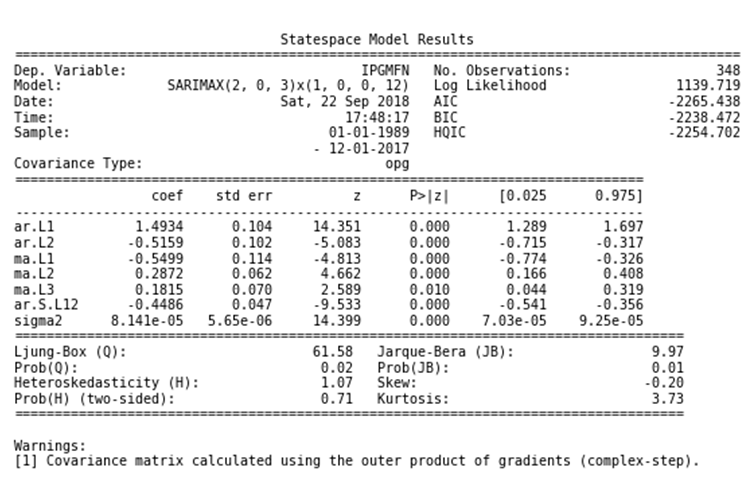 Statespace Model Results
==============================================================================
Dep. Variable: IPGMFN No. Observations: 348
Model: SARIMAX(2, 0, 3)x(1, 0, 0, 12) Log Likelihood 1139.719
Date: Sat, 22 Sep 2018 AIC -2265.438
Time: 17:48:17 BIC -2238.472
Sample: 01-01-1989 HQIC -2254.702
- 12-01-2017
Covariance Type: opg
==============================================================================
coef std err z P>|z| [0.025 0.975]
------------------------------------------------------------------------------
ar.L1 1.4934 0.104 14.351 0.000 1.289 1.697
ar.L2 -0.5159 0.102 -5.083 0.000 -0.715 -0.317
ma.L1 -0.5499 0.114 -4.813 0.000 -0.774 -0.326
ma.L2 0.2872 0.062 4.662 0.000 0.166 0.408
ma.L3 0.1815 0.070 2.589 0.010 0.044 0.319
ar.S.L12 -0.4486 0.047 -9.533 0.000 -0.541 -0.356
sigma2 8.141e-05 5.65e-06 14.399 0.000 7.03e-05 9.25e-05
==============================================================================
Ljung-Box (Q): 61.58 Jarque-Bera (JB): 9.97
Prob(Q): 0.02 Prob(JB): 0.01
Heteroskedasticity (H): 1.07 Skew: -0.20
Prob(H) (two-sided): 0.71 Kurtosis: 3.73
==============================================================================
Warnings:
[1] Covariance matrix calculated using the outer product of gradients (complex-step).